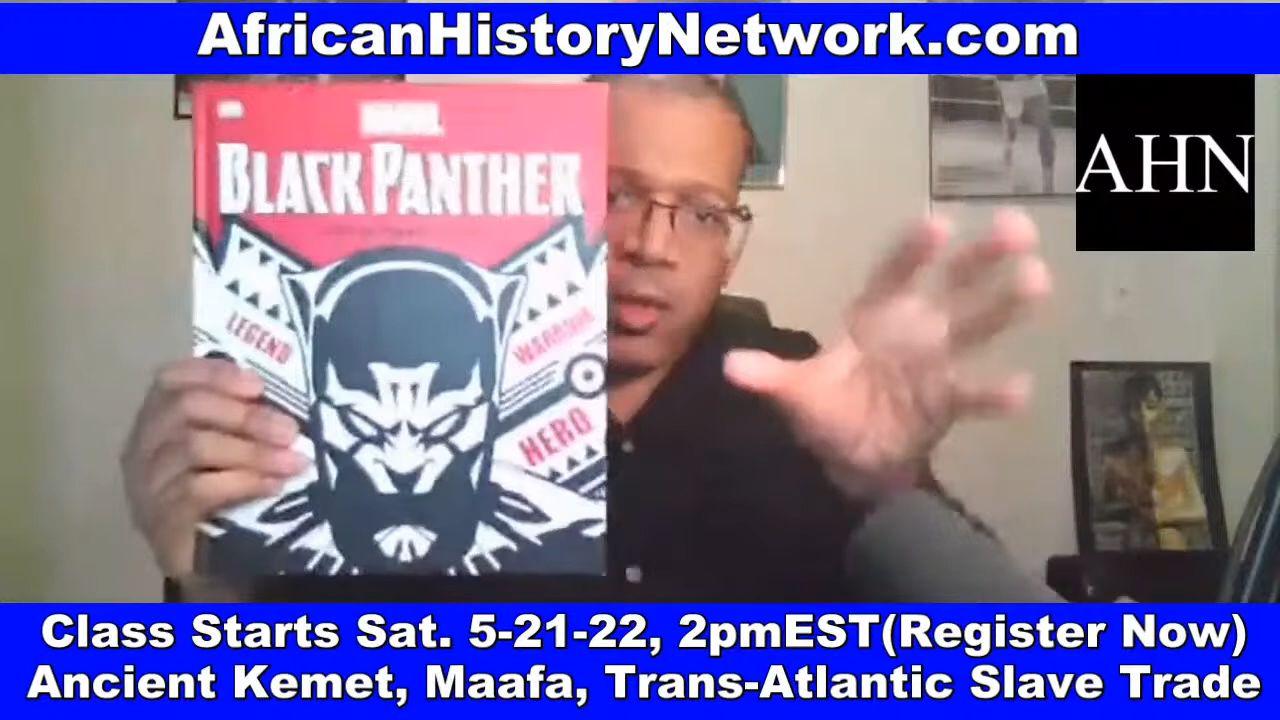 AfricanHistoryNetwork.com
AHN
MARVEL
BLACK PANTHER
LEGEND
WARRIOR
HERO
Class Starts Sat. 5-21-22, 2pmEST(Register Now)
Ancient Kemet, Maafa, Trans-Atlantic Slave Trade